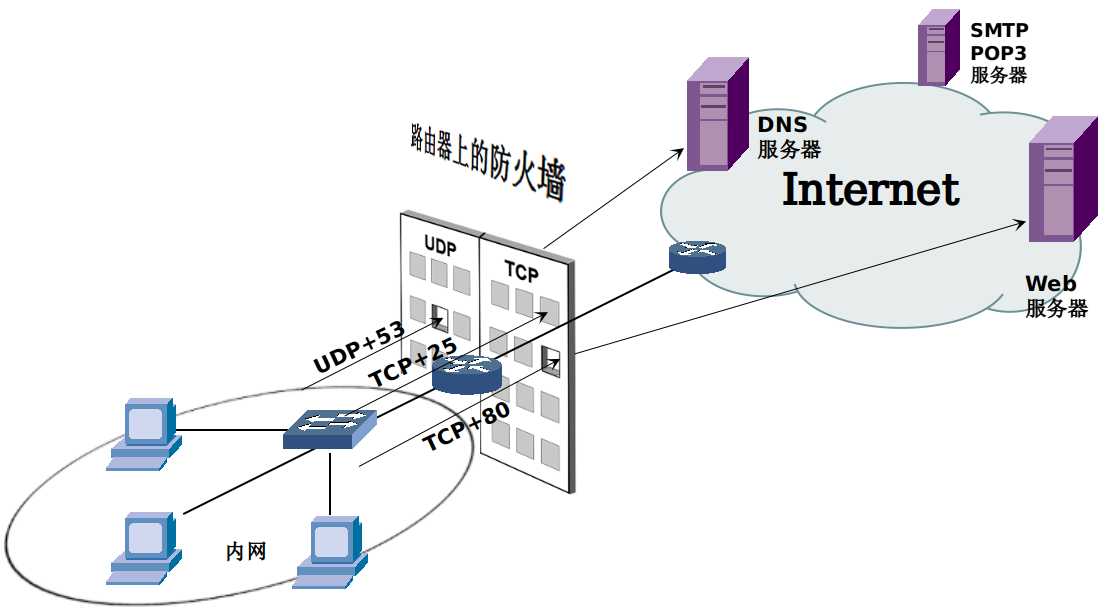 SMTP
POP3
服务器
DNS
服务器
路由器上的防火墙
Internet
UDP
TCP
Web
服务器
UDP+53
TCP+25
TCP+80
内网